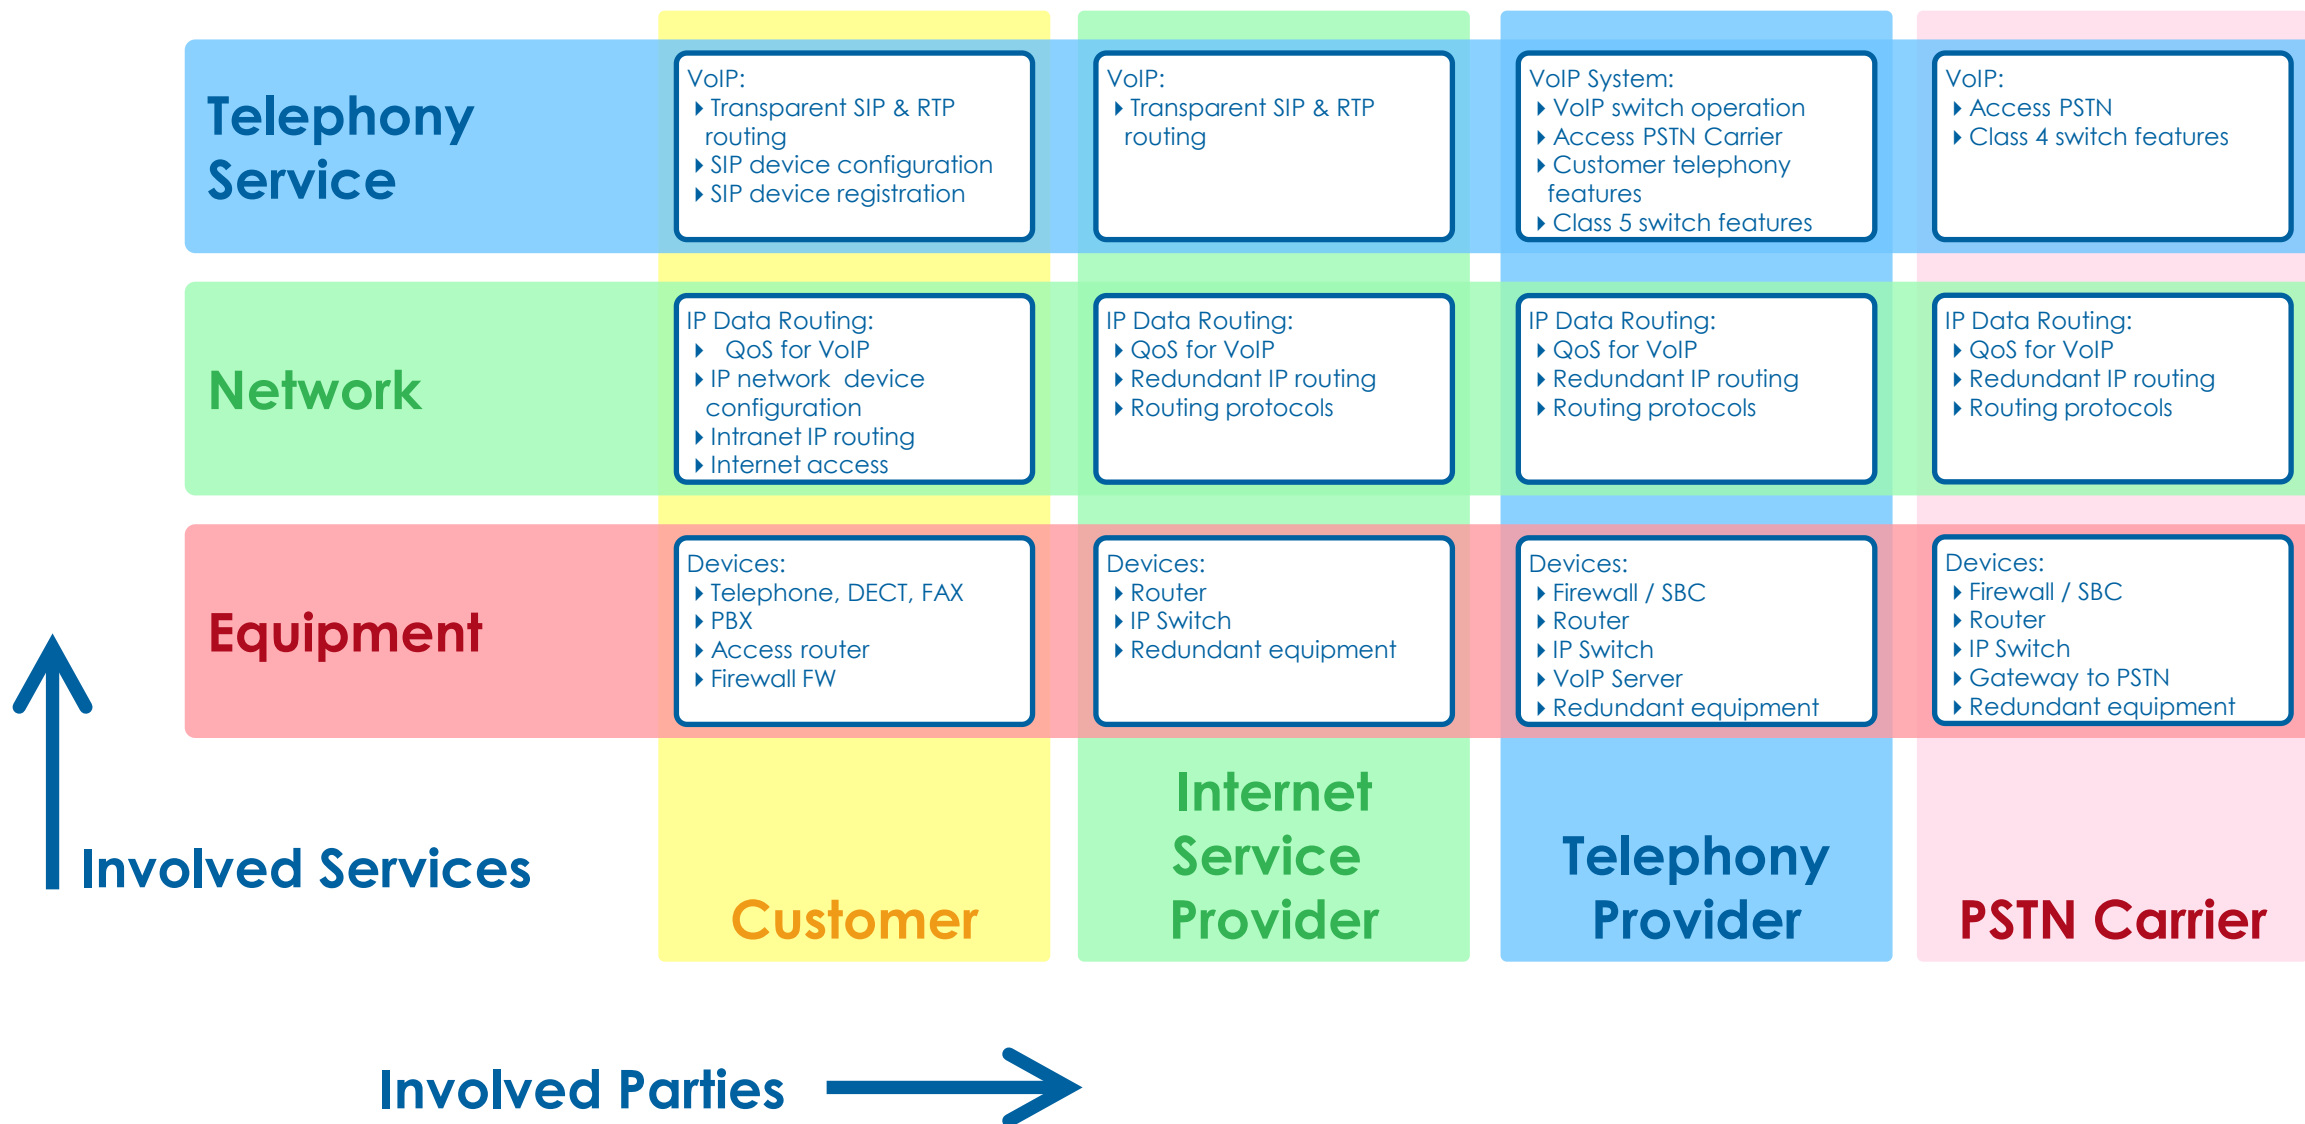 Telephony
Service
VoIP:
Transparent SIP & RTP
routing
SIP device configuration
SIP device registration
VoIP:
Transparent SIP & RTP
routing
VoIP System:
VoIP switch operation
Access PSTN Carrier
Customer telephony
features
Class 5 switch features
VoIP:
Access PSTN
Class 4 switch features
Network
IP Data Routing:
QoS for VoIP
IP network  device
configuration
Intranet IP routing
Internet access
IP Data Routing:
QoS for VoIP
Redundant IP routing
Routing protocols
IP Data Routing:
QoS for VoIP
Redundant IP routing
Routing protocols
IP Data Routing:
QoS for VoIP
Redundant IP routing
Routing protocols
Equipment
Devices:
Telephone, DECT, FAX
PBX
Access router
Firewall FW
Devices:
Router
IP Switch
Redundant equipment
Devices:
Firewall / SBC
Router
IP Switch
VoIP Server
Redundant equipment
Devices:
Firewall / SBC
Router
IP Switch
Gateway to PSTN
Redundant equipment
Involved Services
Customer
Internet
Service
Provider
Telephony
Provider
PSTN Carrier
Involved Parties